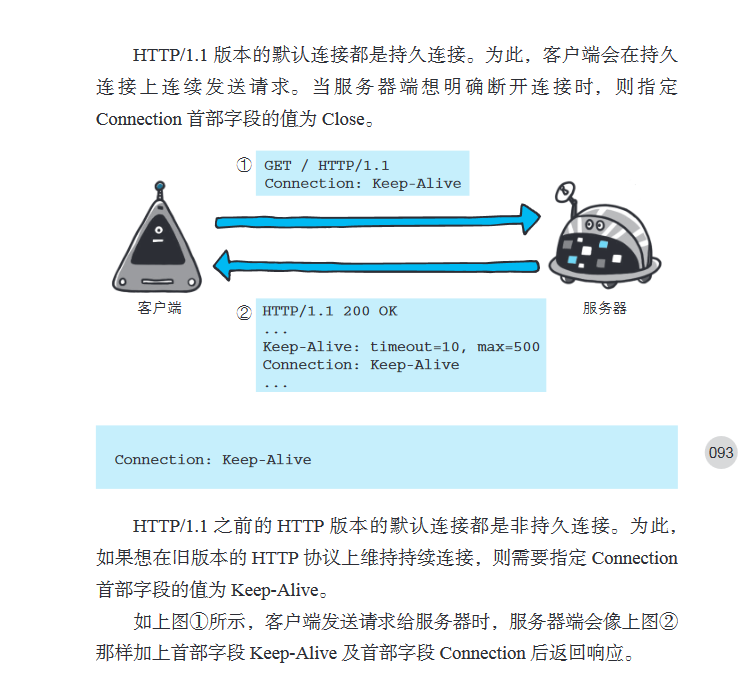 HTTP/1.1 版本的默认连接都是持久连接。为此，客户端会在持久
连接上连续发送请求。当服务器端想明确断开连接时，则指定
Connection 首部字段的值为 Close。
① GET / HTTP/1.1
Connection: Keep-Alive
客户端
服务器
② HTTP/1.1 200 OK
...
Keep-Alive: timeout=10, max=500
Connection: Keep-Alive
...
Connection: Keep-Alive
093
HTTP/1.1 之前的 HTTP 版本的默认连接都是非持久连接。为此，
如果想在旧版本的 HTTP 协议上维持持续连接，则需要指定 Connection
首部字段的值为 Keep-Alive。
如上图①所示，客户端发送请求给服务器时，服务器端会像上图②
那样加上首部字段 Keep-Alive 及首部字段 Connection 后返回响应。